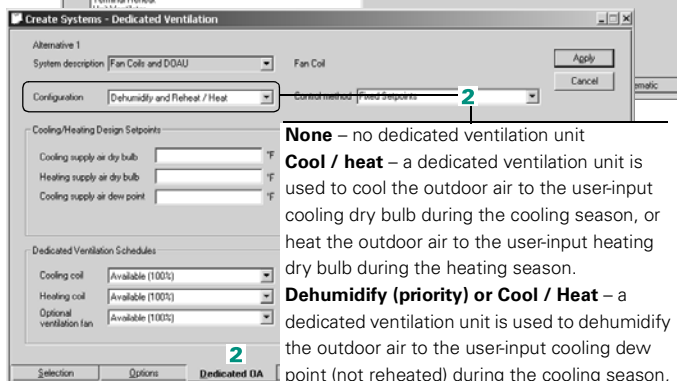 Create Systems - Dedicated Ventilation
Alternative 1
System description Fan Coils and DOAU Fan Coil
Apply
Cancel
Configuration Dehumidify and Reheat / Heat Control method Fixed Setpoints
2
Cooling/Heating Design Setpoints
Cooling supply air dry bulb °F
Heating supply air dry bulb °F
Cooling supply air dew point °F
Dedicated Ventilation Schedules
Cooling coil Available (100%)
Heating coil Available (100%)
Optional ventilation fan Available (100%)
2
Selection Options Dedicated OA
None – no dedicated ventilation unit
Cool / heat – a dedicated ventilation unit is
used to cool the outdoor air to the user-input
cooling dry bulb during the cooling season, or
heat the outdoor air to the user-input heating
dry bulb during the heating season.
Dehumidify (priority) or Cool / Heat – a
dedicated ventilation unit is used to dehumidify
the outdoor air to the user-input cooling dew
point (not reheated) during the cooling season,